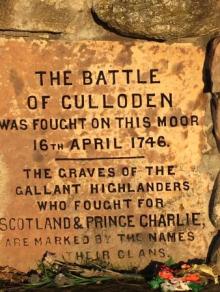 THE BATTLE
OF CULLODEN
WAS FOUGHT ON THIS MOOR
16TH APRIL 1746.
THE GRAVES OF THE
GALLANT HIGHLANDERS
WHO FOUGHT FOR
SCOTLAND & PRINCE CHARLIE,
ARE MARKED BY THE NAMES
THEIR CLANS.